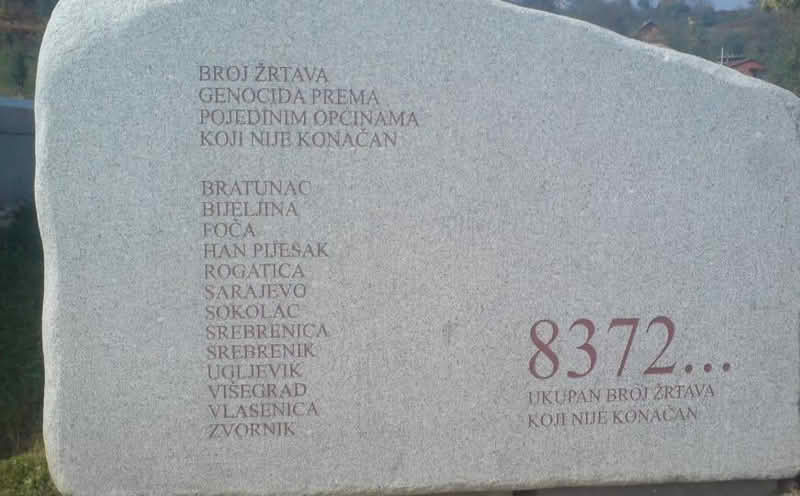 BROJ ŽRTAVA
GENOCIDA PREMA
POJEDINIM OPĆINAMA
KOJI NIJE KONAČAN
BRATUNAC
BIJELJINA
FOČA
HAN PIJESAK
ROGATICA
SARAJEVO
SOKOLAC
SREBRENICA
SREBRENIK
UGLJEVIK
VIŠEGRAD
VLASENICA
ZVORNIK
8372...
UKUPAN BROJ ŽRTAVA
KOJI NIJE KONAČAN